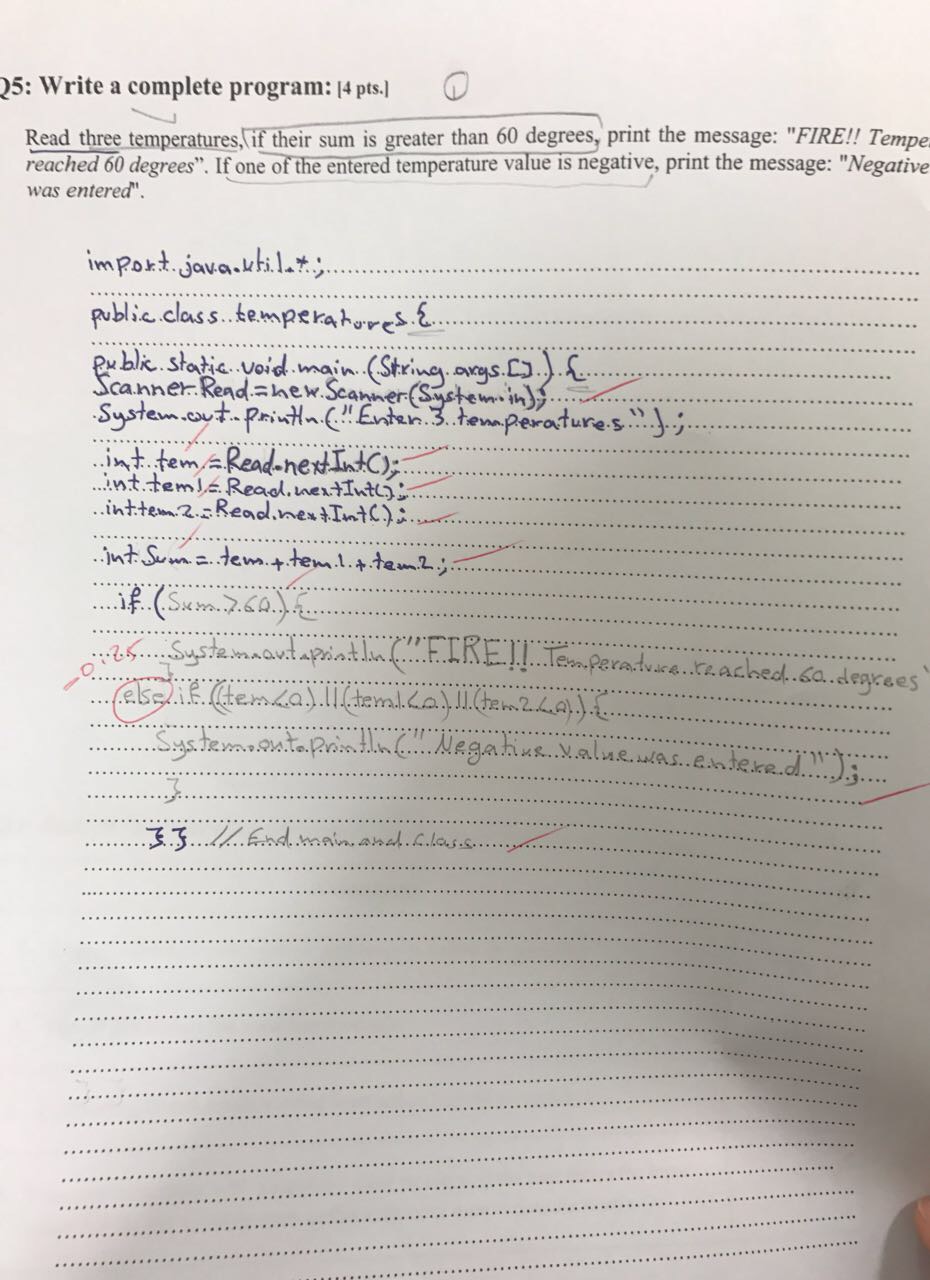 Q5: Write a complete program: [4 pts.] 1
Read three temperatures, if their sum is greater than 60 degrees, print the message: "FIRE!! Tempe
reached 60 degrees”. If one of the entered temperature value is negative, print the message: "Negative
was entered".
import java.util.*;
public class temperatures {
public static void main (String args []) {
Scanner Read = new Scanner(System.in);
System.out.println ("Enter 3 temperatures");
int tem = Read.nextInt();
int tem1 = Read.nextInt();
int tem2 = Read.nextInt();
int Sum = tem + tem1 + tem2;
if (Sum > 60) {
-0.25 System.out.println ("FIRE!! Temperature reached 60 degrees"
}
else if ((tem<0) || (tem1<0) || (tem2<0)) {
System.out.println ("Negative value was entered");
}
}} // End main and class